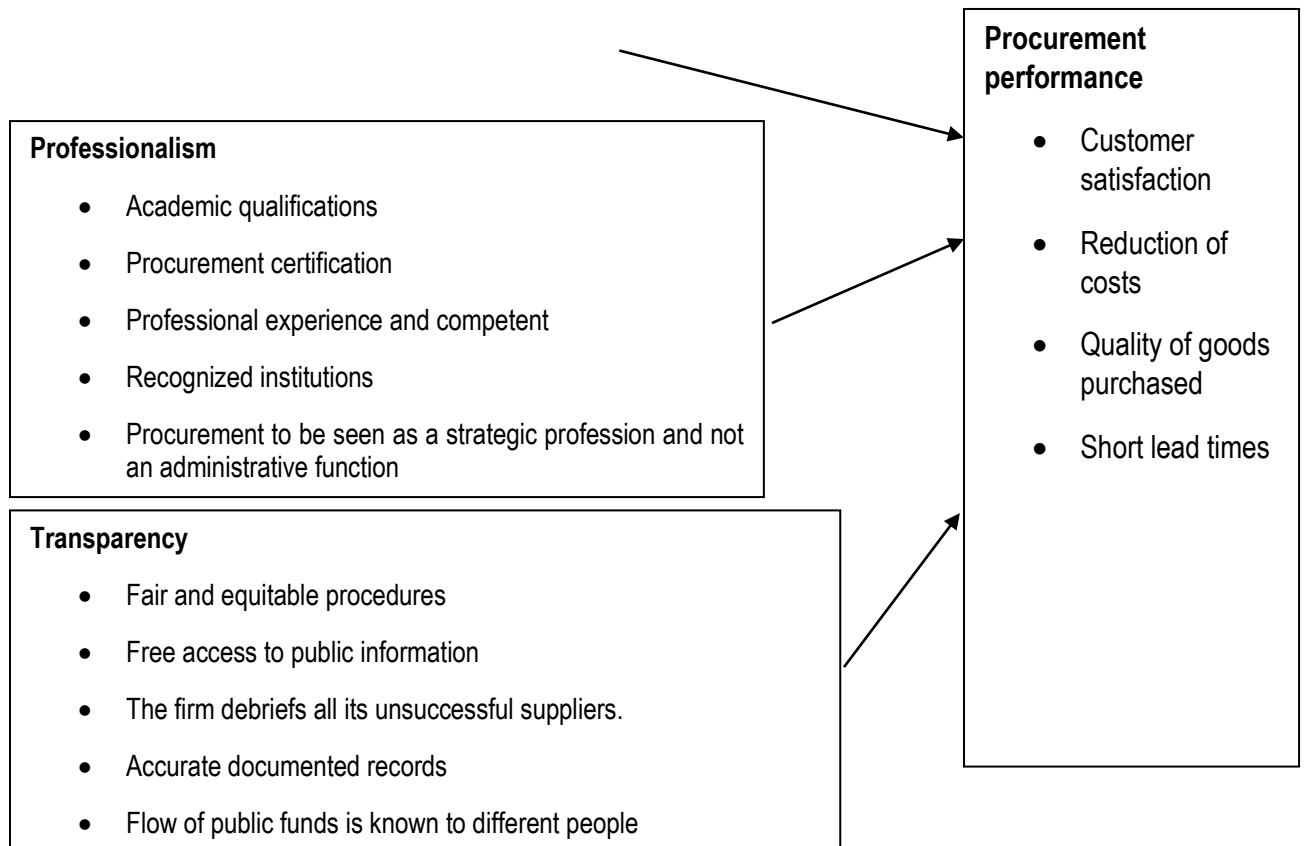 Procurement
performance
• Customer
satisfaction
• Reduction of
costs
• Quality of goods
purchased
• Short lead times
Professionalism
• Academic qualifications
• Procurement certification
• Professional experience and competent
• Recognized institutions
• Procurement to be seen as a strategic profession and not
an administrative function
Transparency
• Fair and equitable procedures
• Free access to public information
• The firm debriefs all its unsuccessful suppliers.
• Accurate documented records
• Flow of public funds is known to different people